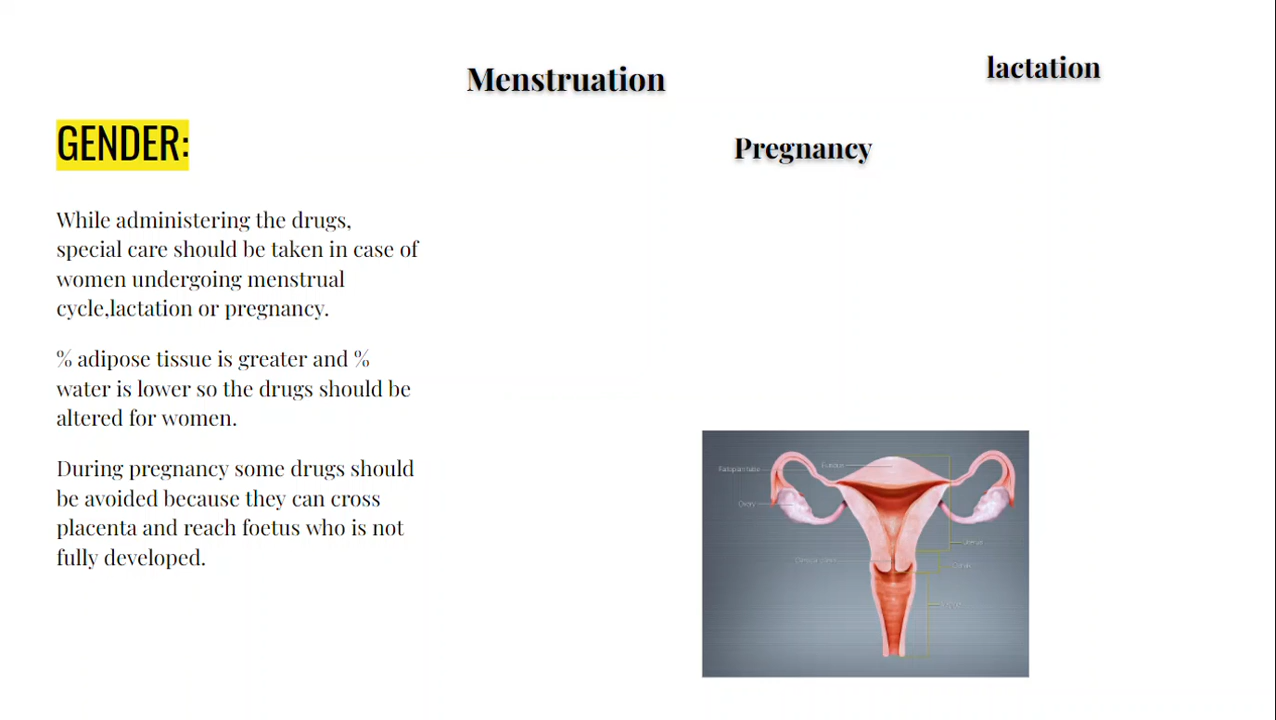 Menstruation
lactation
GENDER:
Pregnancy
While administering the drugs,
special care should be taken in case of
women undergoing menstrual
cycle,lactation or pregnancy.
% adipose tissue is greater and %
water is lower so the drugs should be
altered for women.
During pregnancy some drugs should
be avoided because they can cross
placenta and reach foetus who is not
fully developed.
Ovary
Uterus